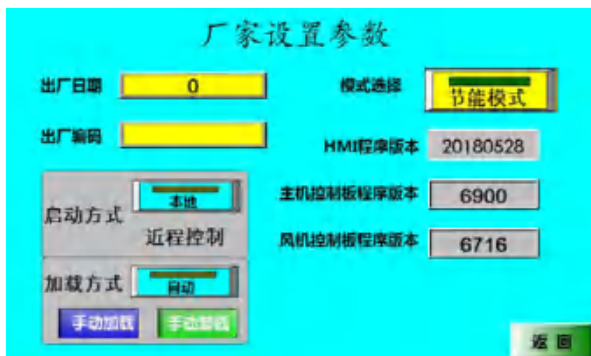 厂家设置参数
出厂日期 0 模式选择 节能模式
出厂编码 HMI程序版本 20180528
启动方式 本地 主机控制板程序版本 6900
近程控制 风机控制板程序版本 6716
加载方式 自动
手动加载 手动卸载
返回